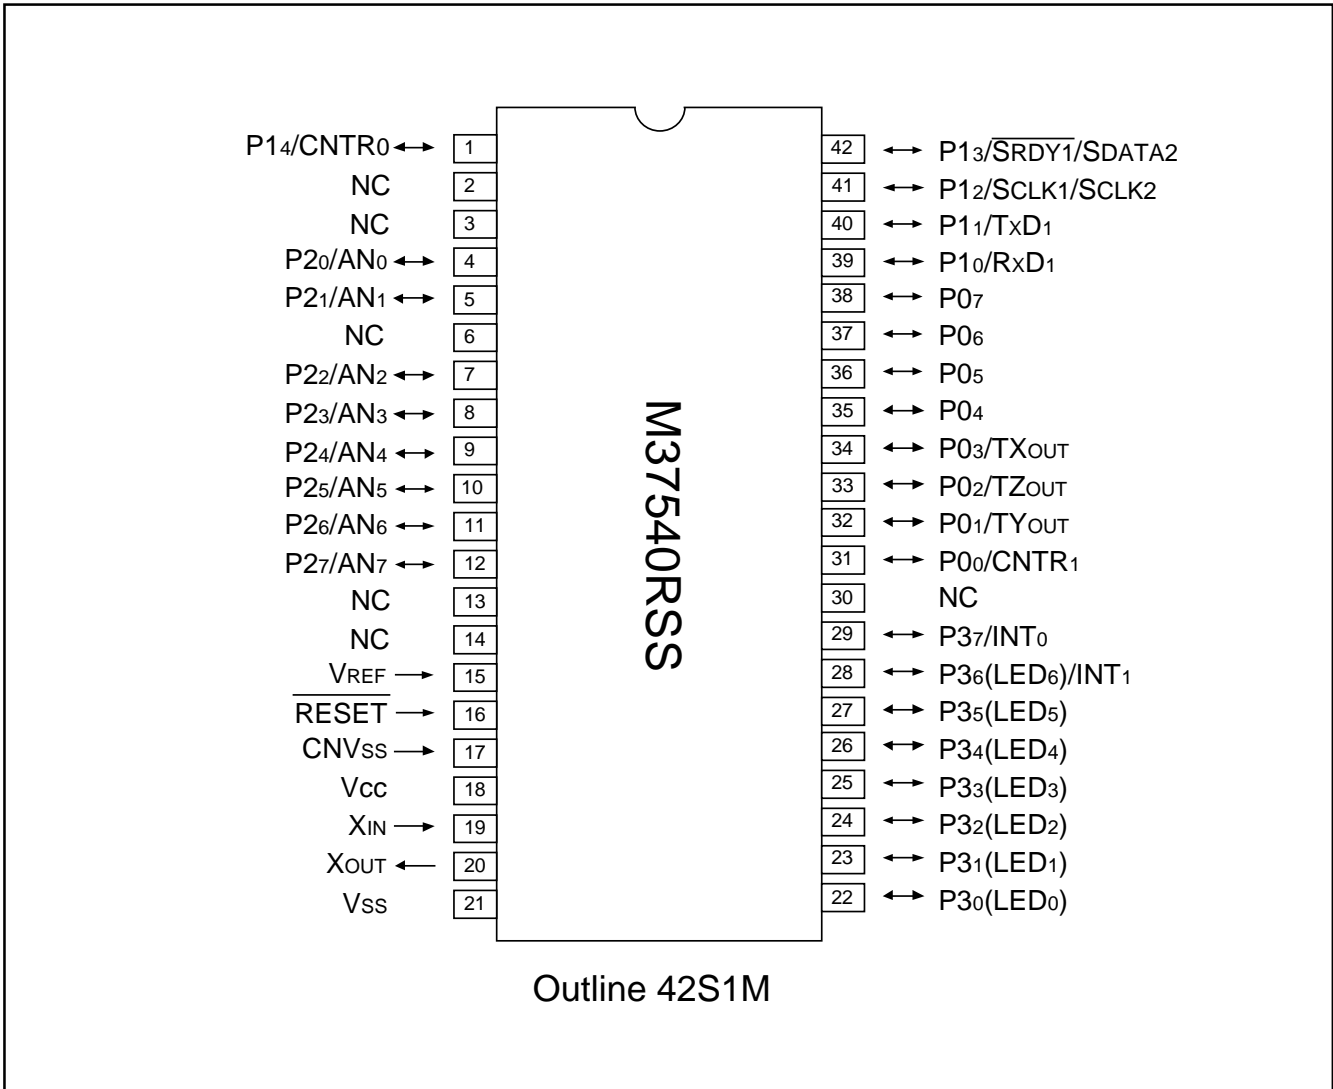 P14/CNTR0 1
NC 2
NC 3
P20/AN0 4
P21/AN1 5
NC 6
P22/AN2 7
P23/AN3 8
P24/AN4 9
P25/AN5 10
P26/AN6 11
P27/AN7 12
NC 13
NC 14
VREF 15
RESET 16
CNVSS 17
Vcc 18
XIN 19
XOUT 20
VSS 21
M37540RSS
42 P13/SRDY1/SDATA2
41 P12/SCLK1/SCLK2
40 P11/TXD1
39 P10/RXD1
38 P07
37 P06
36 P05
35 P04
34 P03/TXOUT
33 P02/TZOUT
32 P01/TYOUT
31 P00/CNTR1
30 NC
29 P37/INT0
28 P36(LED6)/INT1
27 P35(LED5)
26 P34(LED4)
25 P33(LED3)
24 P32(LED2)
23 P31(LED1)
22 P30(LED0)
Outline 42S1M